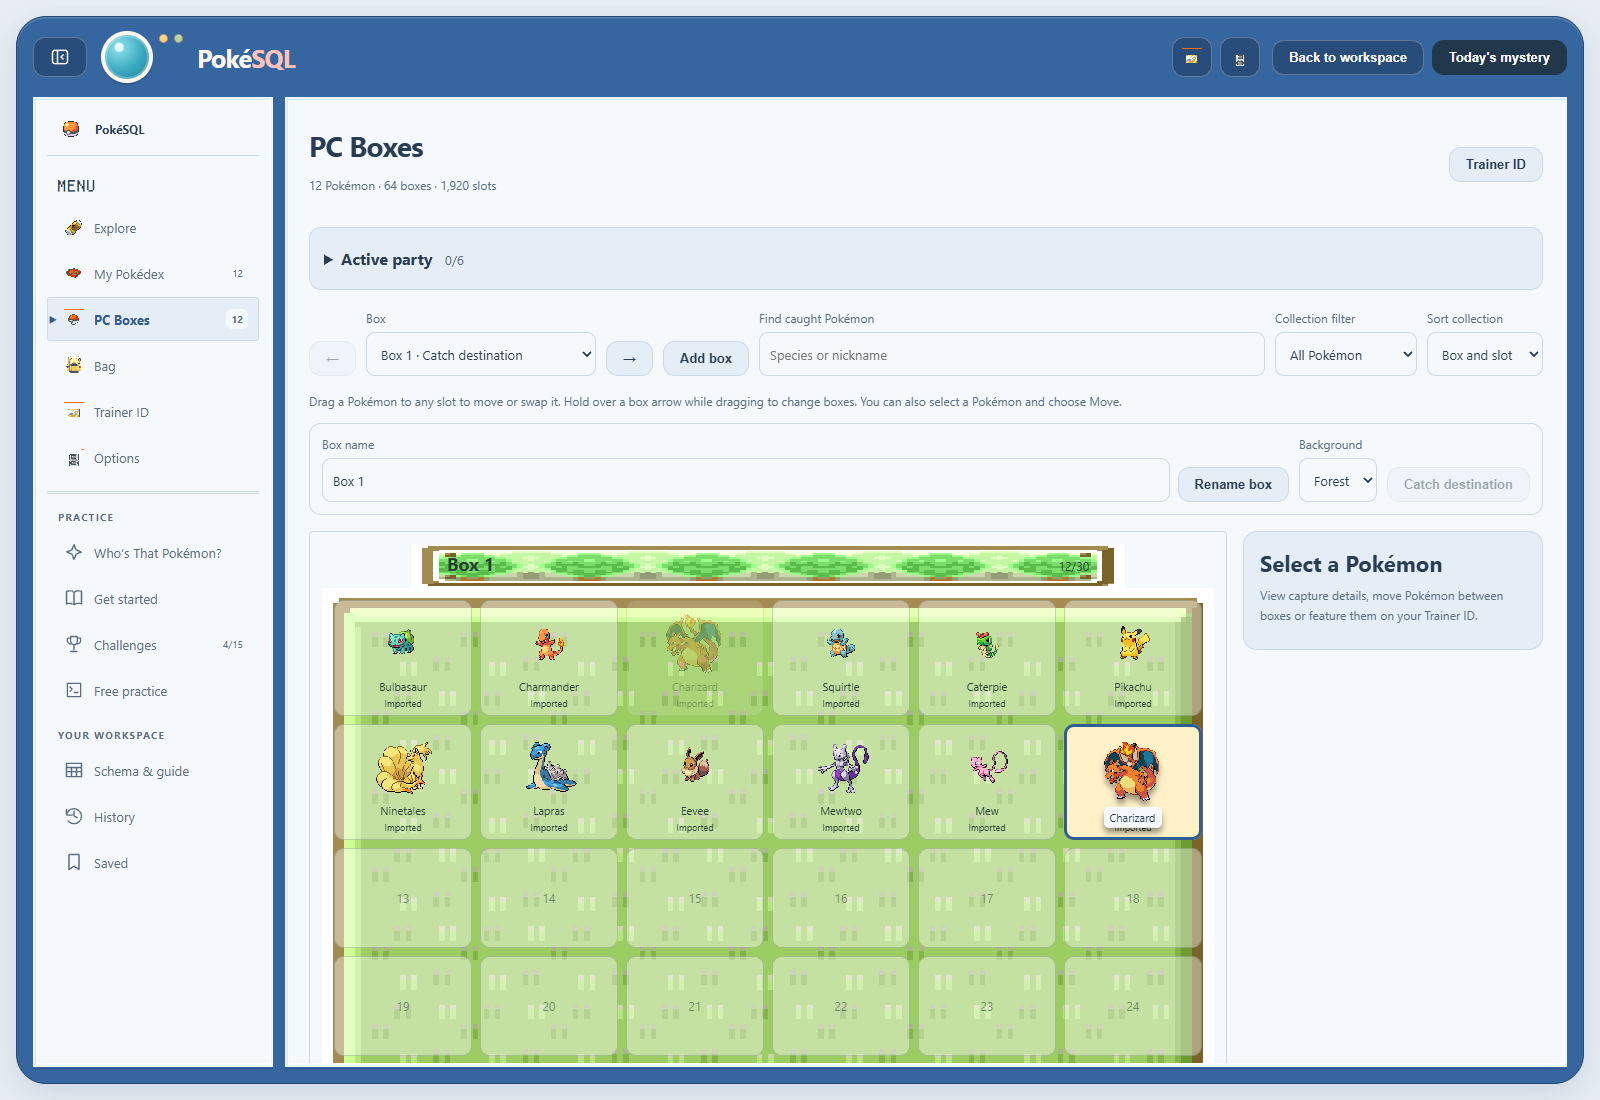 PokéSQL
Back to workspace
Today's mystery
PokéSQL
MENU
Explore
My Pokédex 12
PC Boxes 12
Bag
Trainer ID
Options
PRACTICE
Who's That Pokémon?
Get started
Challenges 4/15
Free practice
YOUR WORKSPACE
Schema & guide
History
Saved
PC Boxes
12 Pokémon · 64 boxes · 1,920 slots
Trainer ID
Active party 0/6
Box
Find caught Pokémon
Collection filter
Sort collection
←
Box 1 · Catch destination
→
Add box
Species or nickname
All Pokémon
Box and slot
Drag a Pokémon to any slot to move or swap it. Hold over a box arrow while dragging to change boxes. You can also select a Pokémon and choose Move.
Box name
Background
Box 1
Rename box
Forest
Catch destination
Box 1 12/30
Bulbasaur
Imported
Charmander
Imported
Charizard
Imported
Squirtle
Imported
Caterpie
Imported
Pikachu
Imported
Ninetales
Imported
Lapras
Imported
Eevee
Imported
Mewtwo
Imported
Mew
Imported
Charizard
Imported
13 14 15 16 17 18
19 20 21 22 23 24
Select a Pokémon
View capture details, move Pokémon between
boxes or feature them on your Trainer ID.